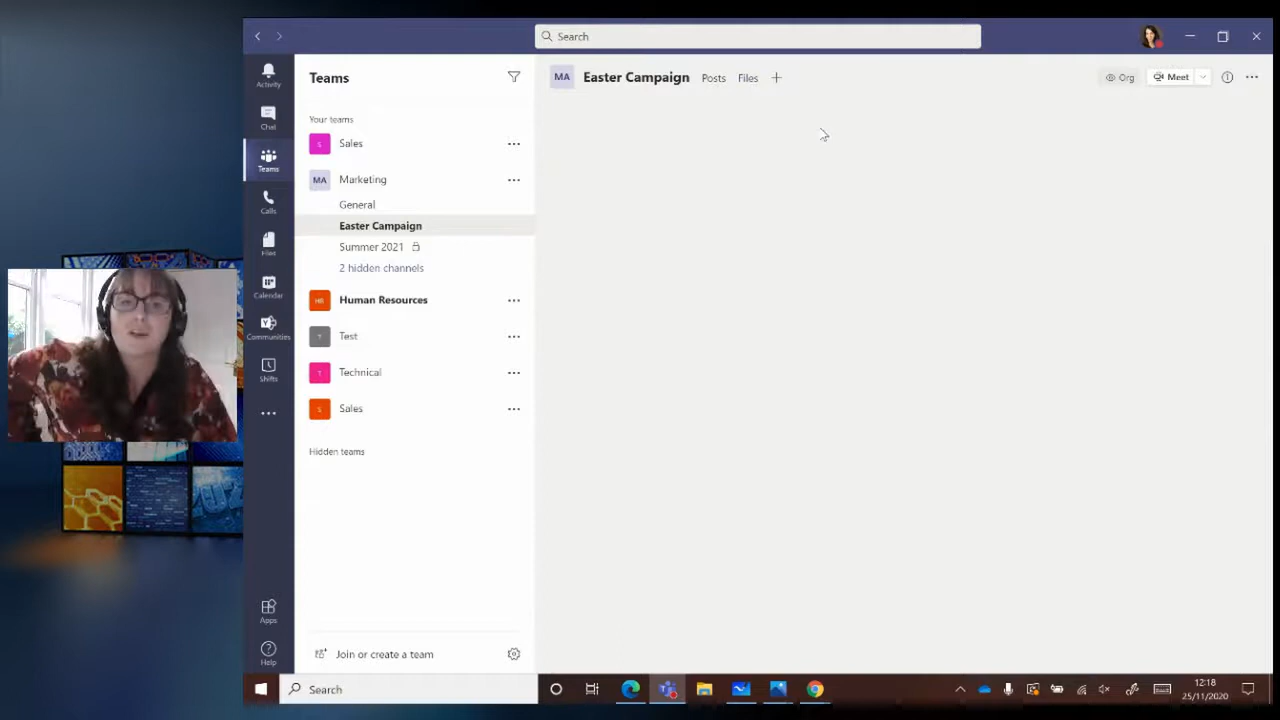 Search
Activity
Chat
Teams
Calls
Files
Calendar
Communities
Shifts
Apps
Help
Teams
Your teams
S Sales
MA Marketing
General
Easter Campaign
Summer 2021
2 hidden channels
HR Human Resources
T Test
T Technical
S Sales
Hidden teams
Join or create a team
MA Easter Campaign Posts Files
Org Meet
Search
12:18
25/11/2020